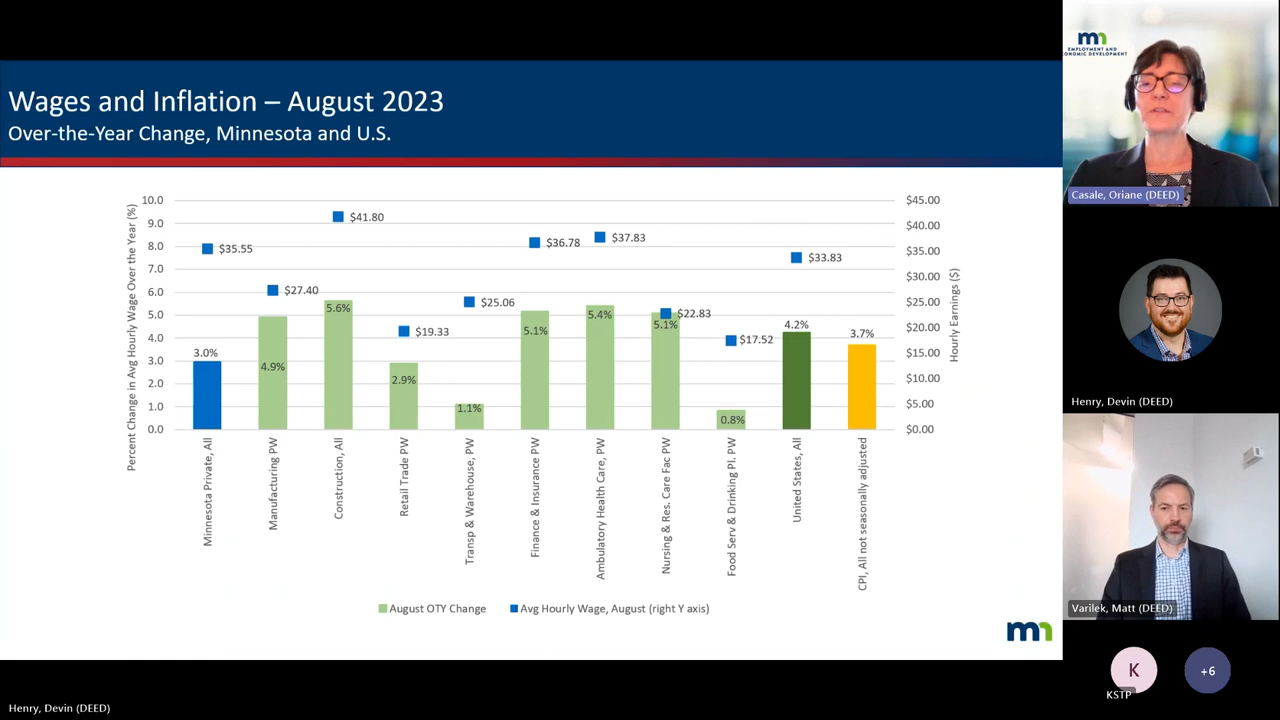 Wages and Inflation – August 2023
Over-the-Year Change, Minnesota and U.S.
Percent Change in Avg Hourly Wage Over the Year (%)
10.0
9.0
8.0
7.0
6.0
5.0
4.0
3.0
2.0
1.0
0.0
$35.55
$27.40
$41.80
$19.33
$25.06
$36.78
$37.83
$22.83
$17.52
$33.83
3.0%
4.9%
5.6%
2.9%
1.1%
5.1%
5.4%
5.1%
0.8%
4.2%
3.7%
$45.00
$40.00
$35.00
$30.00
$25.00
$20.00
$15.00
$10.00
$5.00
$0.00
Hourly Earnings ($)
Minnesota Private, All
Manufacturing PW
Construction, All
Retail Trade PW
Transp & Warehouse, PW
Finance & Insurance PW
Ambulatory Health Care, PW
Nursing & Res. Care Fac PW
Food Serv & Drinking Pl. PW
United States, All
CPI, All not seasonally adjusted
August OTY Change
Avg Hourly Wage, August (right Y axis)
mn
mn
EMPLOYMENT AND
ECONOMIC DEVELOPMENT
Casale, Oriane (DEED)
Henry, Devin (DEED)
Varilek, Matt (DEED)
K
+6
KSTP
Henry, Devin (DEED)